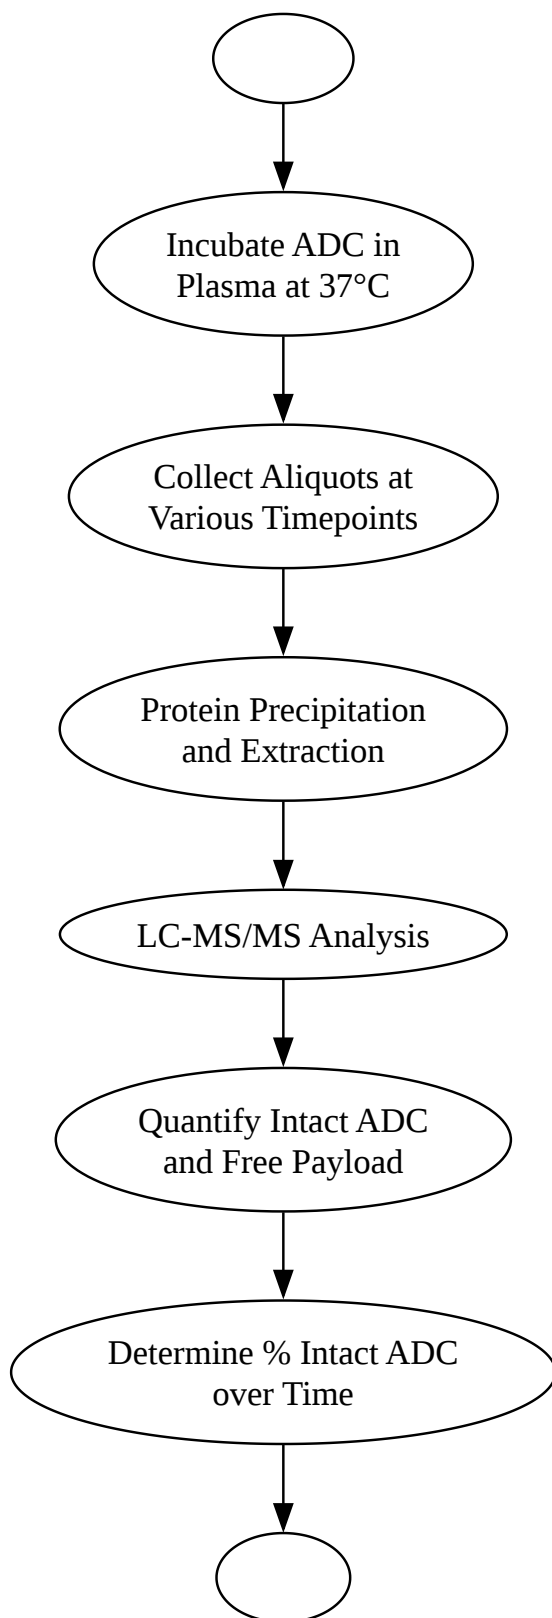 Incubate ADC in
Plasma at 37°C
Collect Aliquots at
Various Timepoints
Protein Precipitation
and Extraction
LC-MS/MS Analysis
Quantify Intact ADC
and Free Payload
Determine % Intact ADC
over Time